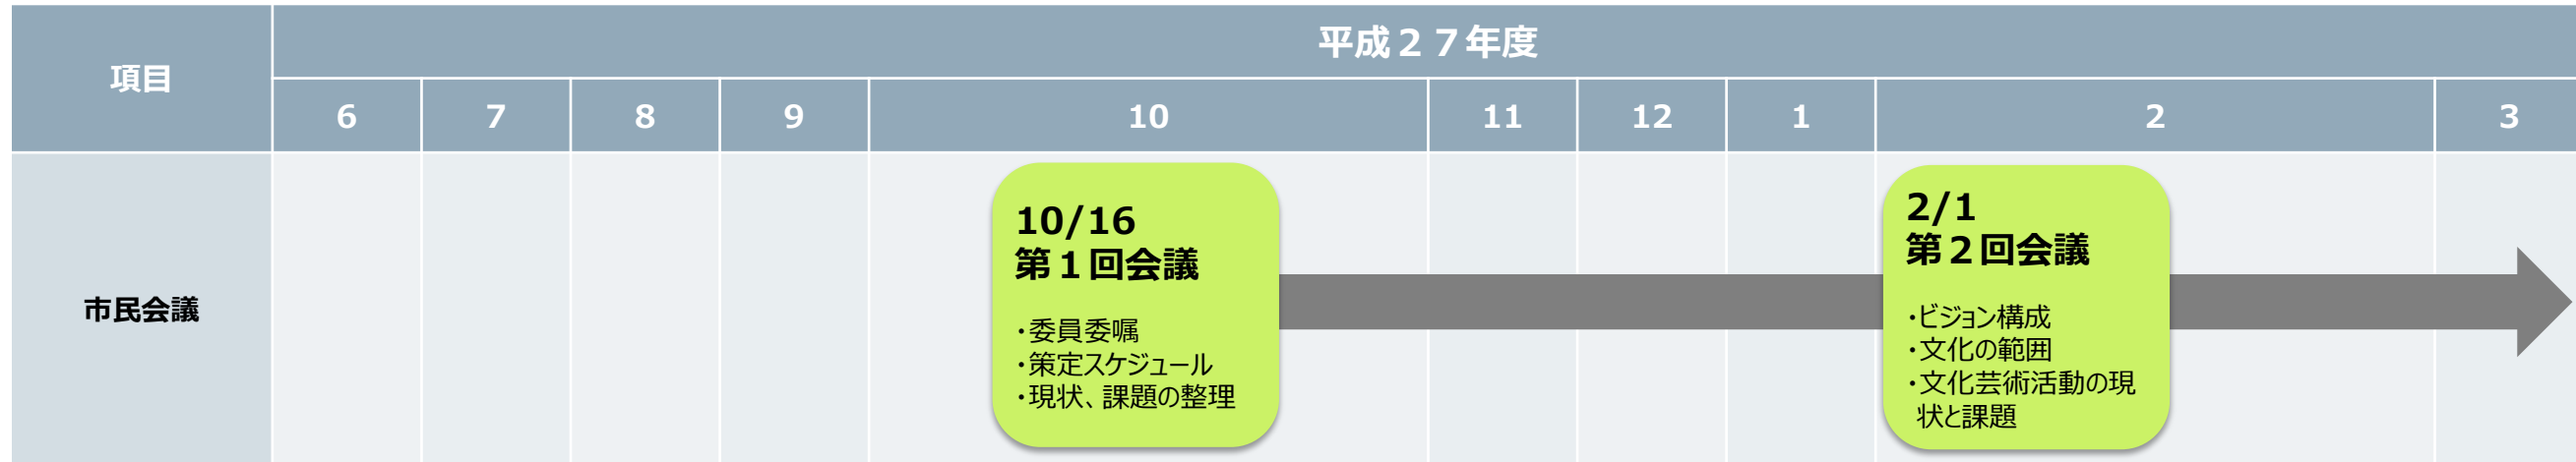 項目
平成２７年度
6 7 8 9 10 11 12 1 2 3
市民会議
10/16
第１回会議
・委員委嘱
・策定スケジュール
・現状、課題の整理
2/1
第２回会議
・ビジョン構成
・文化の範囲
・文化芸術活動の現
状と課題